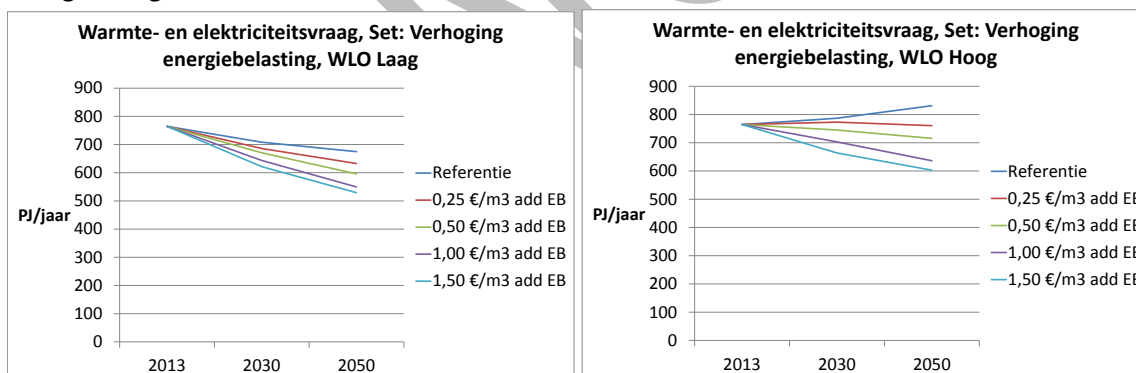 Warmte- en elektriciteitsvraag, Set: Verhoging
energiebelasting, WLO Laag
900
800
700
600
500
400
300
200
100
0
PJ/jaar
2013 2030 2050
Referentie
0,25 €/m3 add EB
0,50 €/m3 add EB
1,00 €/m3 add EB
1,50 €/m3 add EB
Warmte- en elektriciteitsvraag, Set: Verhoging
energiebelasting, WLO Hoog
900
800
700
600
500
400
300
200
100
0
PJ/jaar
2013 2030 2050
Referentie
0,25 €/m3 add EB
0,50 €/m3 add EB
1,00 €/m3 add EB
1,50 €/m3 add EB